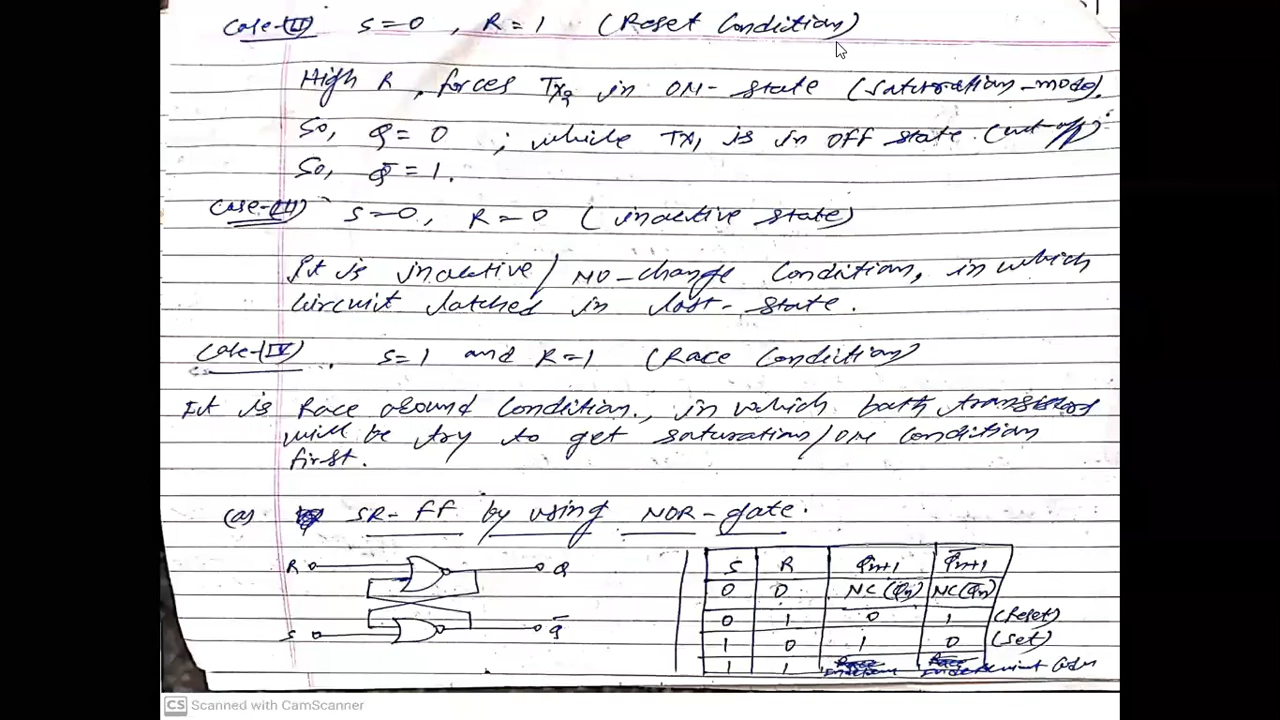 Case-(II) S=0, R=1 (Reset Condition)
High R, forces TX2 in ON-state (saturation-mode).
So, Q=0 ; while TX1 is in off state. (cut-off)
So, Q̅=1.
Case-(III) S=0, R=0 (inactive state)
It is inactive/NO-change Condition, in which
Circuit latched in last-state.
Case-(IV). S=1 and R=1 (Race Condition)
It is Race around Condition., in which both transistors
will be try to get saturation/ON condition
first.
(a) SR-FF by using NOR-gate.
S R Qn+1 Q̅n+1
R Q
0 0 NC(Qn) NC(Q̅n)
0 1 0 1 (Reset)
S Q̅
1 0 1 0 (Set)
1 1 Race Race
CS Scanned with CamScanner